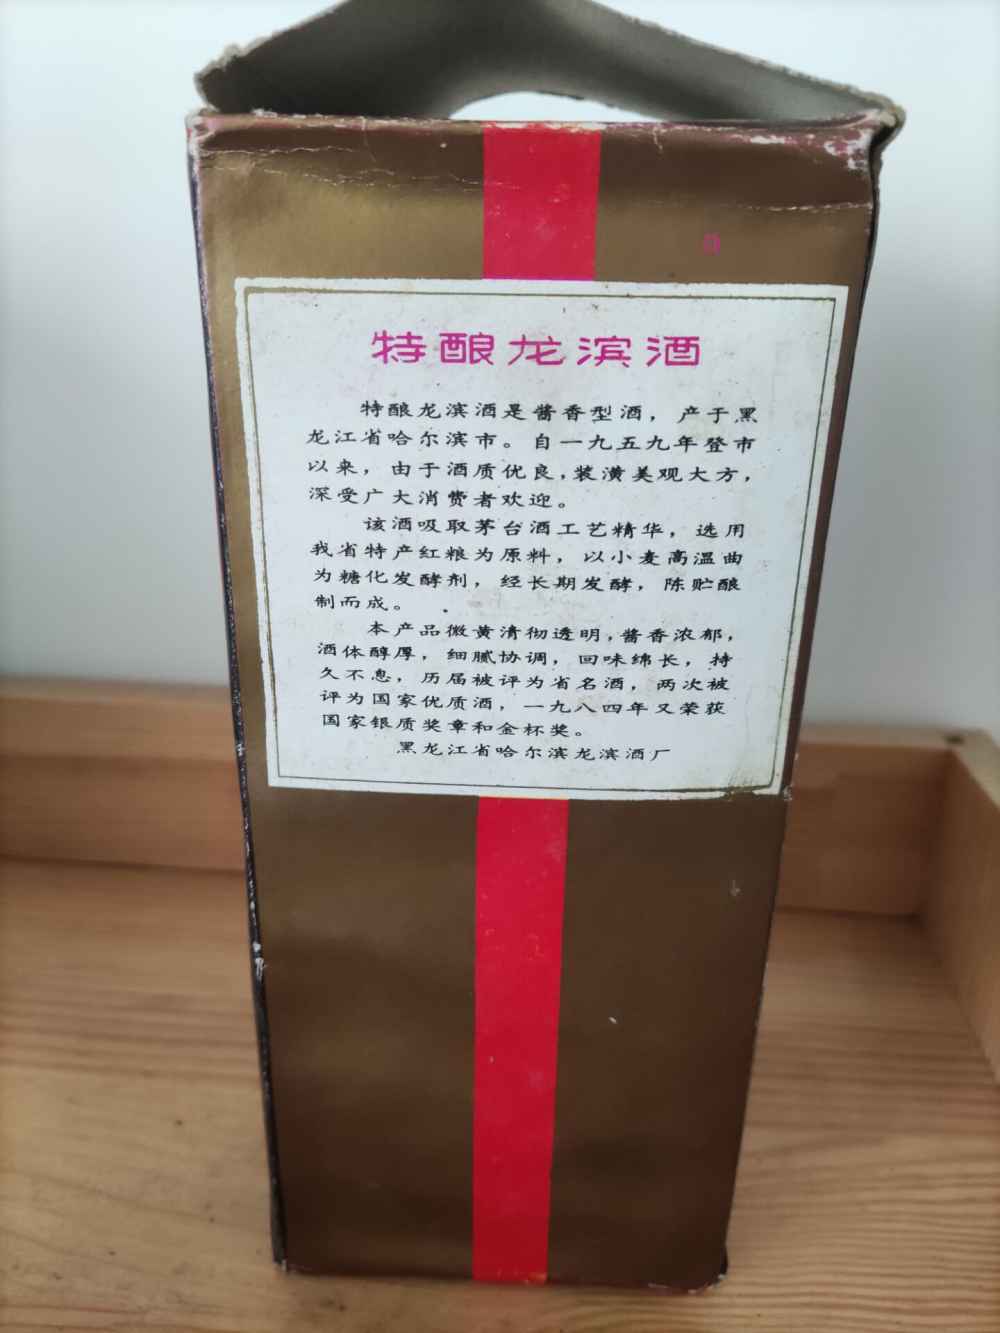 特酿龙滨酒
特酿龙滨酒是酱香型酒，产于黑
龙江省哈尔滨市。自一九五九年登市
以来，由于酒质优良，装潢美观大方，
深受广大消费者欢迎。
该酒吸取茅台酒工艺精华，选用
我省特产红粮为原料，以小麦高温曲
为糖化发酵剂，经长期发酵，陈贮酿
制而成。
本产品微黄清彻透明，酱香浓郁，
酒体醇厚，细腻协调，回味绵长，持
久不息，历届被评为省名酒，两次被
评为国家优质酒，一九八四年又荣获
国家银质奖章和金杯奖。
黑龙江省哈尔滨龙滨酒厂